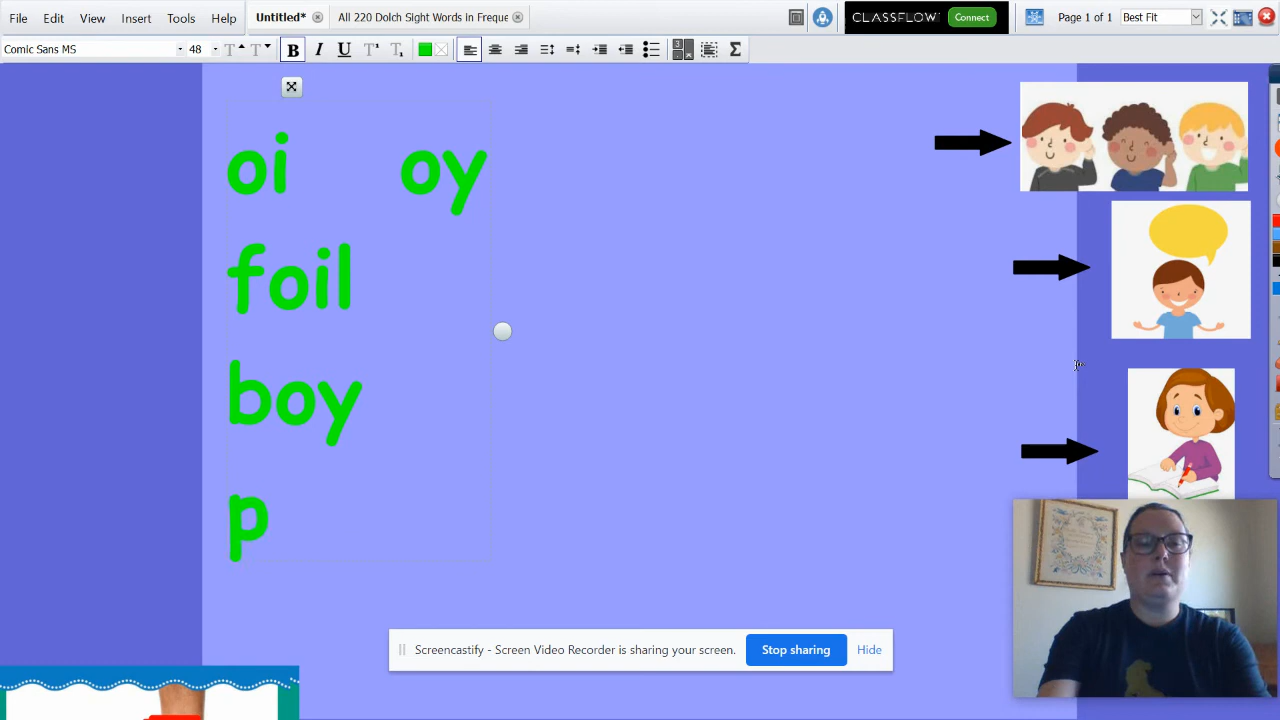 File Edit View Insert Tools Help Untitled* All 220 Dolch Sight Words in Freque CLASSFLOW Connect Page 1 of 1 Best Fit
Comic Sans MS 48 T T B I U T T Σ
oi oy
foil
boy
p
Screencastify - Screen Video Recorder is sharing your screen. Stop sharing Hide